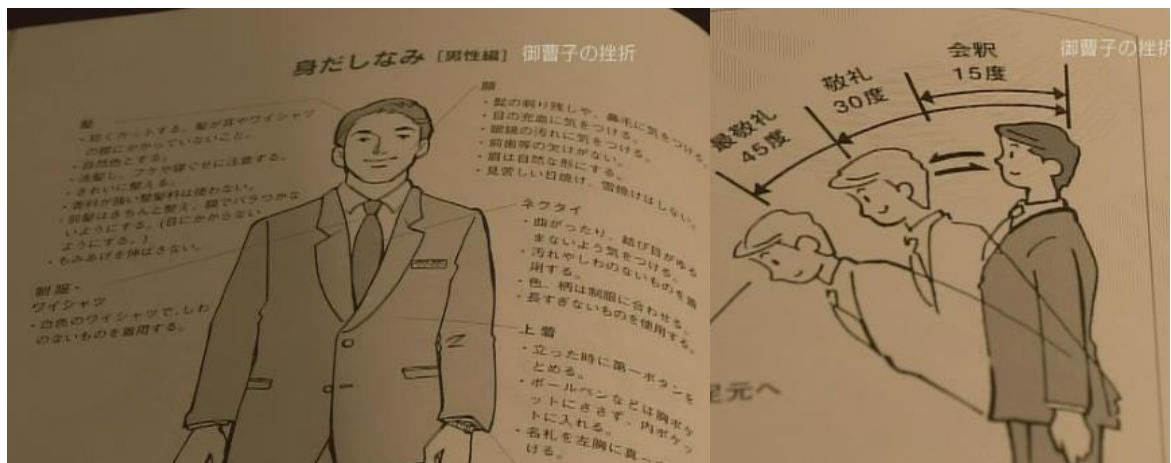 身だしなみ [男性編]
御曹子の挫折
髪
・短くカットする。髪が耳やワイシャツ
の襟にかかっていないこと。
・自然色とする。
・洗髪し、フケや寝ぐせに注意する。
・きれいに整える。
・香料が強い整髪料は使わない。
・前髪はきちんと整え、額でバラつかな
いようにする。(目にかからない
ようにする。)
・もみあげを伸ばさない。
制服・
ワイシャツ
・白色のワイシャツで、しわ
のないものを着用する。
顔
・髭の剃り残しや、鼻毛に気をつける。
・目の充血に気をつける。
・眼鏡の汚れに気をつける。
・前歯等の欠けがない。
・眉は自然な形にする。
・見苦しい日焼け、雪焼けはしない。
ネクタイ
・曲がったり、結び目がゆる
まないよう気をつける。
・汚れやしわのないものを着
用する。
・色、柄は制服に合わせる。
・長すぎないものを使用する。
上着
・立った時に第一ボタンを
とめる。
・ボールペンなどは胸ポケ
ットにささず、内ポケッ
トに入れる。
・名札を左胸に真っ
ける。
御曹子の挫折
会釈
15度
敬礼
30度
最敬礼
45度
足元へ